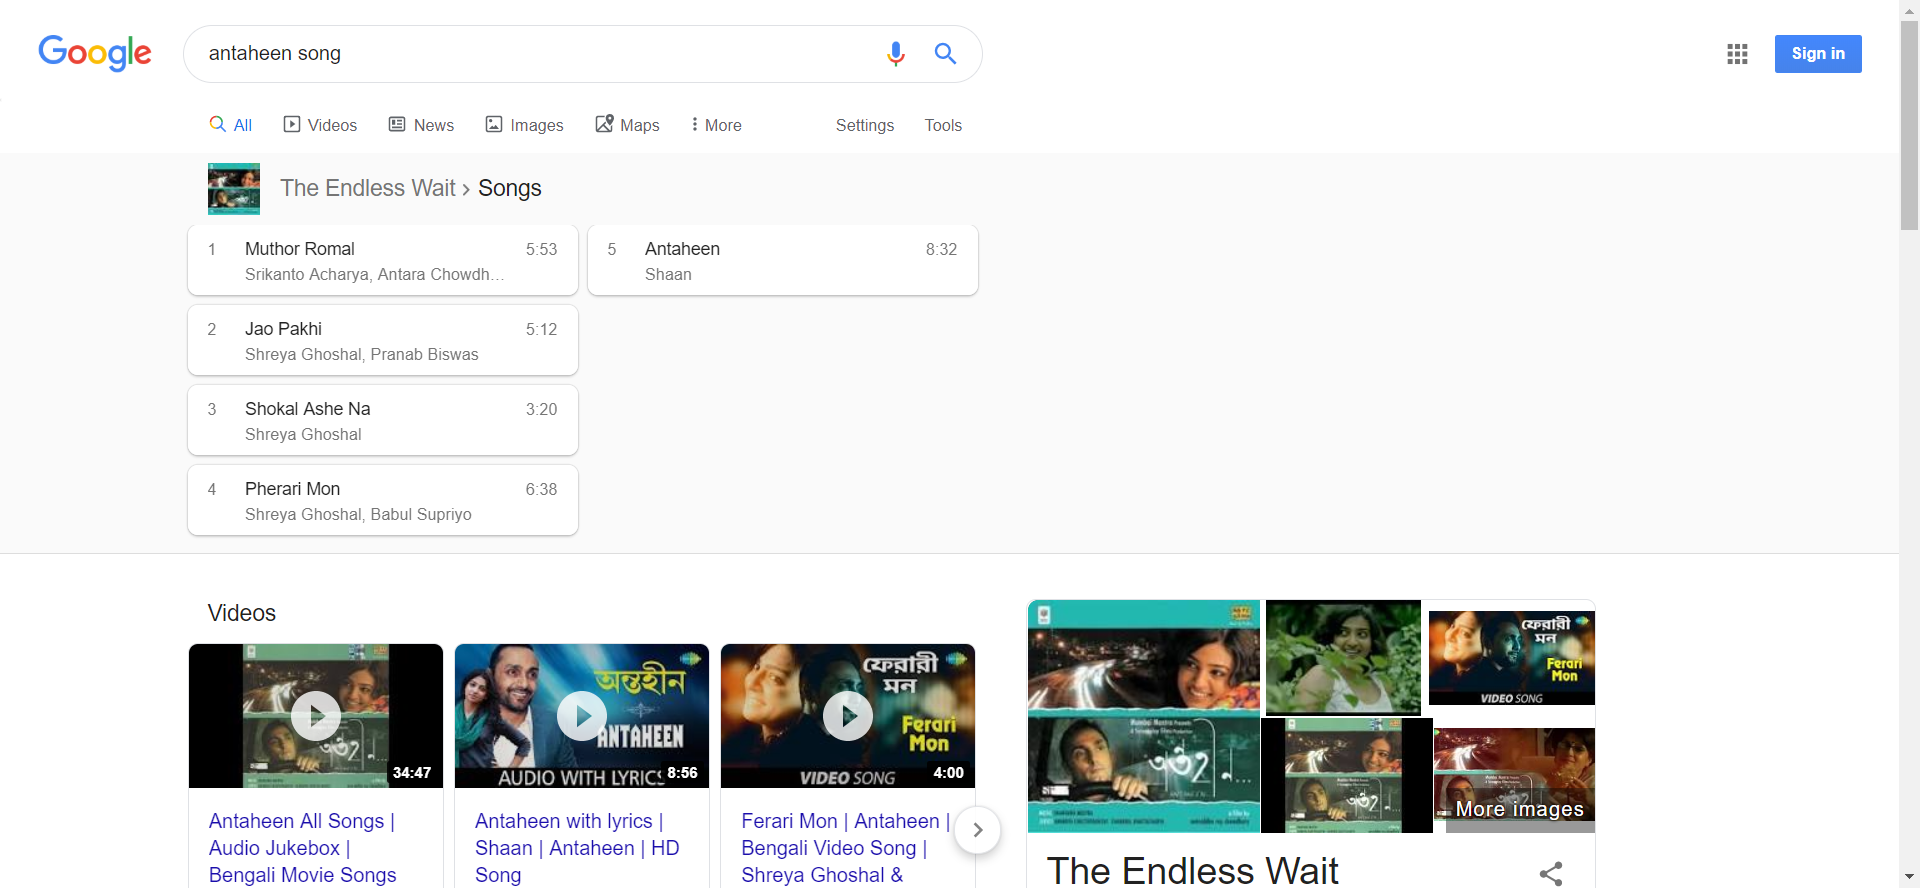 Google
antaheen song
Sign in
All
Videos
News
Images
Maps
More
Settings
Tools
The Endless Wait › Songs
1 Muthor Romal 5:53
Srikanto Acharya, Antara Chowdh...
5 Antaheen 8:32
Shaan
2 Jao Pakhi 5:12
Shreya Ghoshal, Pranab Biswas
3 Shokal Ashe Na 3:20
Shreya Ghoshal
4 Pherari Mon 6:38
Shreya Ghoshal, Babul Supriyo
Videos
34:47
Antaheen All Songs |
Audio Jukebox |
Bengali Movie Songs
অন্তহীন
ANTAHEEN
AUDIO WITH LYRICS
8:56
Antaheen with lyrics |
Shaan | Antaheen | HD
Song
ফেরারী
মন
Ferari
Mon
VIDEO SONG
4:00
Ferari Mon | Antaheen |
Bengali Video Song |
Shreya Ghoshal &
ফেরারী
মন
Ferari
Mon
VIDEO SONG
More images
The Endless Wait